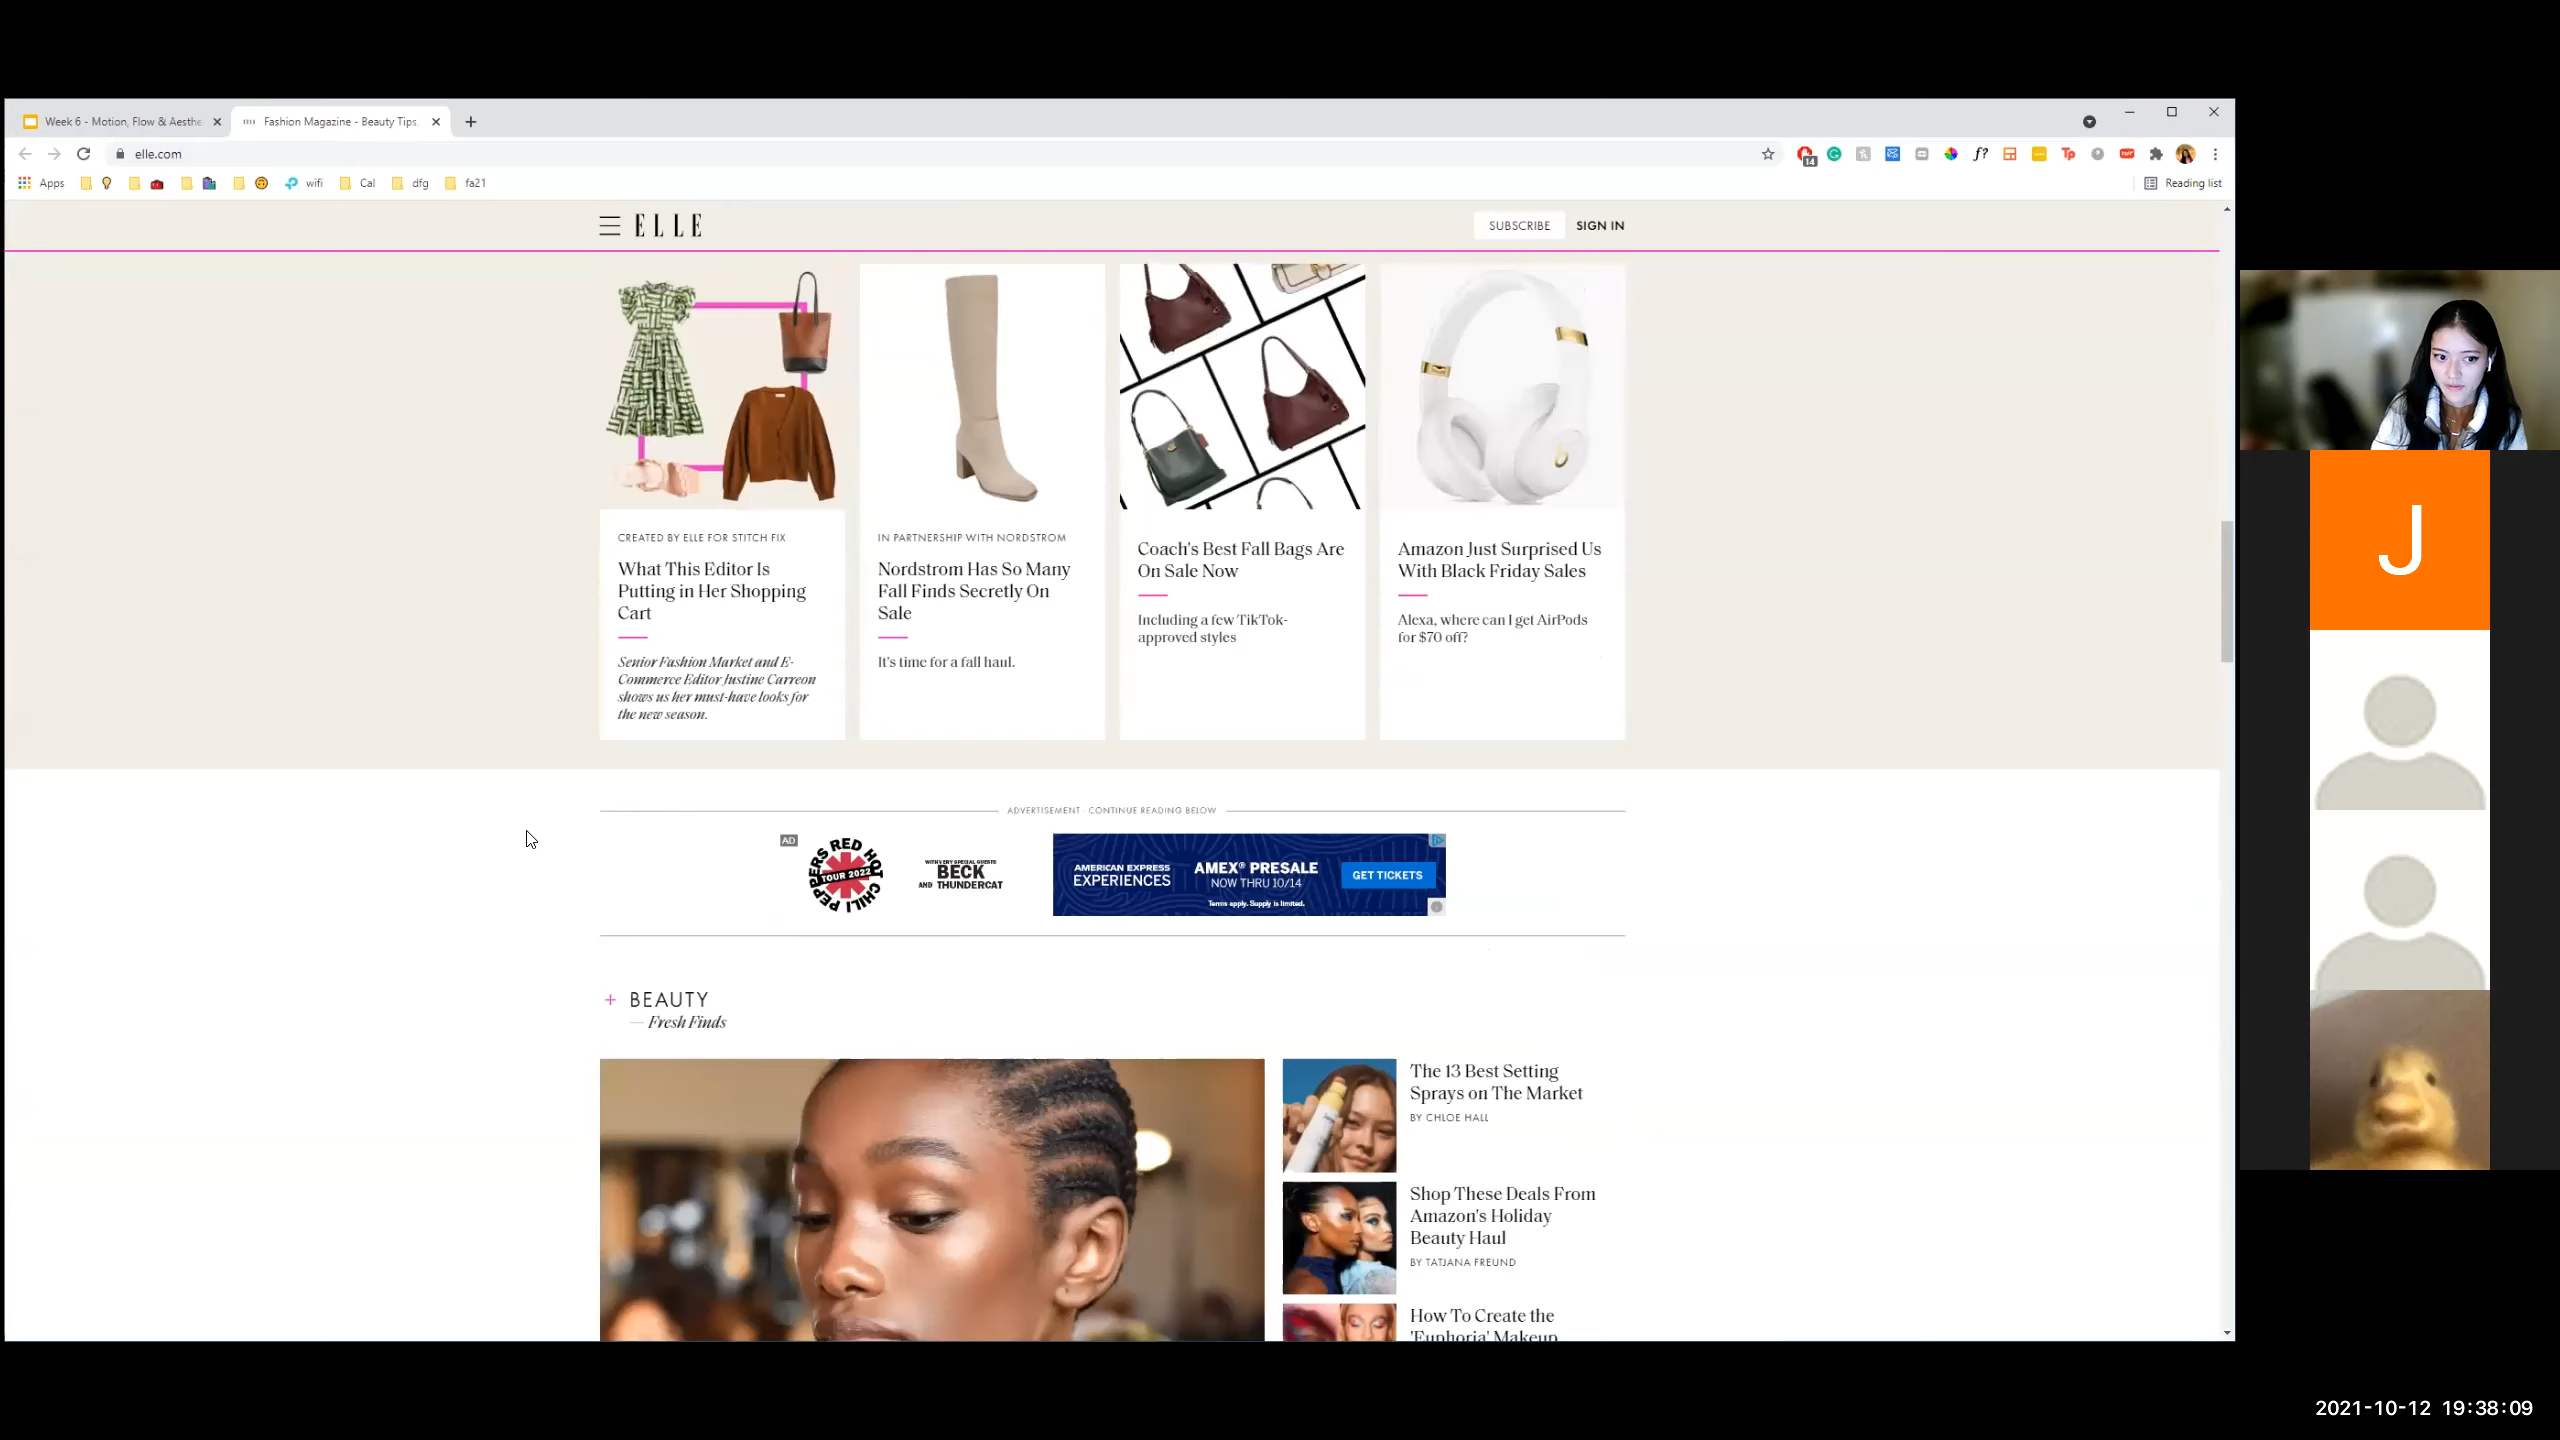 Week 6 - Motion, Flow & Aesthe
Fashion Magazine - Beauty Tips,
elle.com
14
f?
Tp
Apps
wifi
Cal
dfg
fa21
Reading list
ELLE
SUBSCRIBE
SIGN IN
CREATED BY ELLE FOR STITCH FIX
What This Editor Is
Putting in Her Shopping
Cart
Senior Fashion Market and E-
Commerce Editor Justine Carreon
shows us her must-have looks for
the new season.
IN PARTNERSHIP WITH NORDSTROM
Nordstrom Has So Many
Fall Finds Secretly On
Sale
It's time for a fall haul.
Coach's Best Fall Bags Are
On Sale Now
Including a few TikTok-
approved styles
Amazon Just Surprised Us
With Black Friday Sales
Alexa, where can I get AirPods
for $70 off?
ADVERTISEMENT - CONTINUE READING BELOW
AD
RED HOT CHILI PEPPERS
TOUR 2022
WITH VERY SPECIAL GUESTS
BECK
AND THUNDERCAT
AMERICAN EXPRESS
EXPERIENCES
AMEX® PRESALE
NOW THRU 10/14
Terms apply. Supply is limited.
GET TICKETS
+ BEAUTY
— Fresh Finds
The 13 Best Setting
Sprays on The Market
BY CHLOE HALL
Shop These Deals From
Amazon's Holiday
Beauty Haul
BY TATJANA FREUND
How To Create the
'Euphoria' Makeup
J
2021-10-12 19:38:09